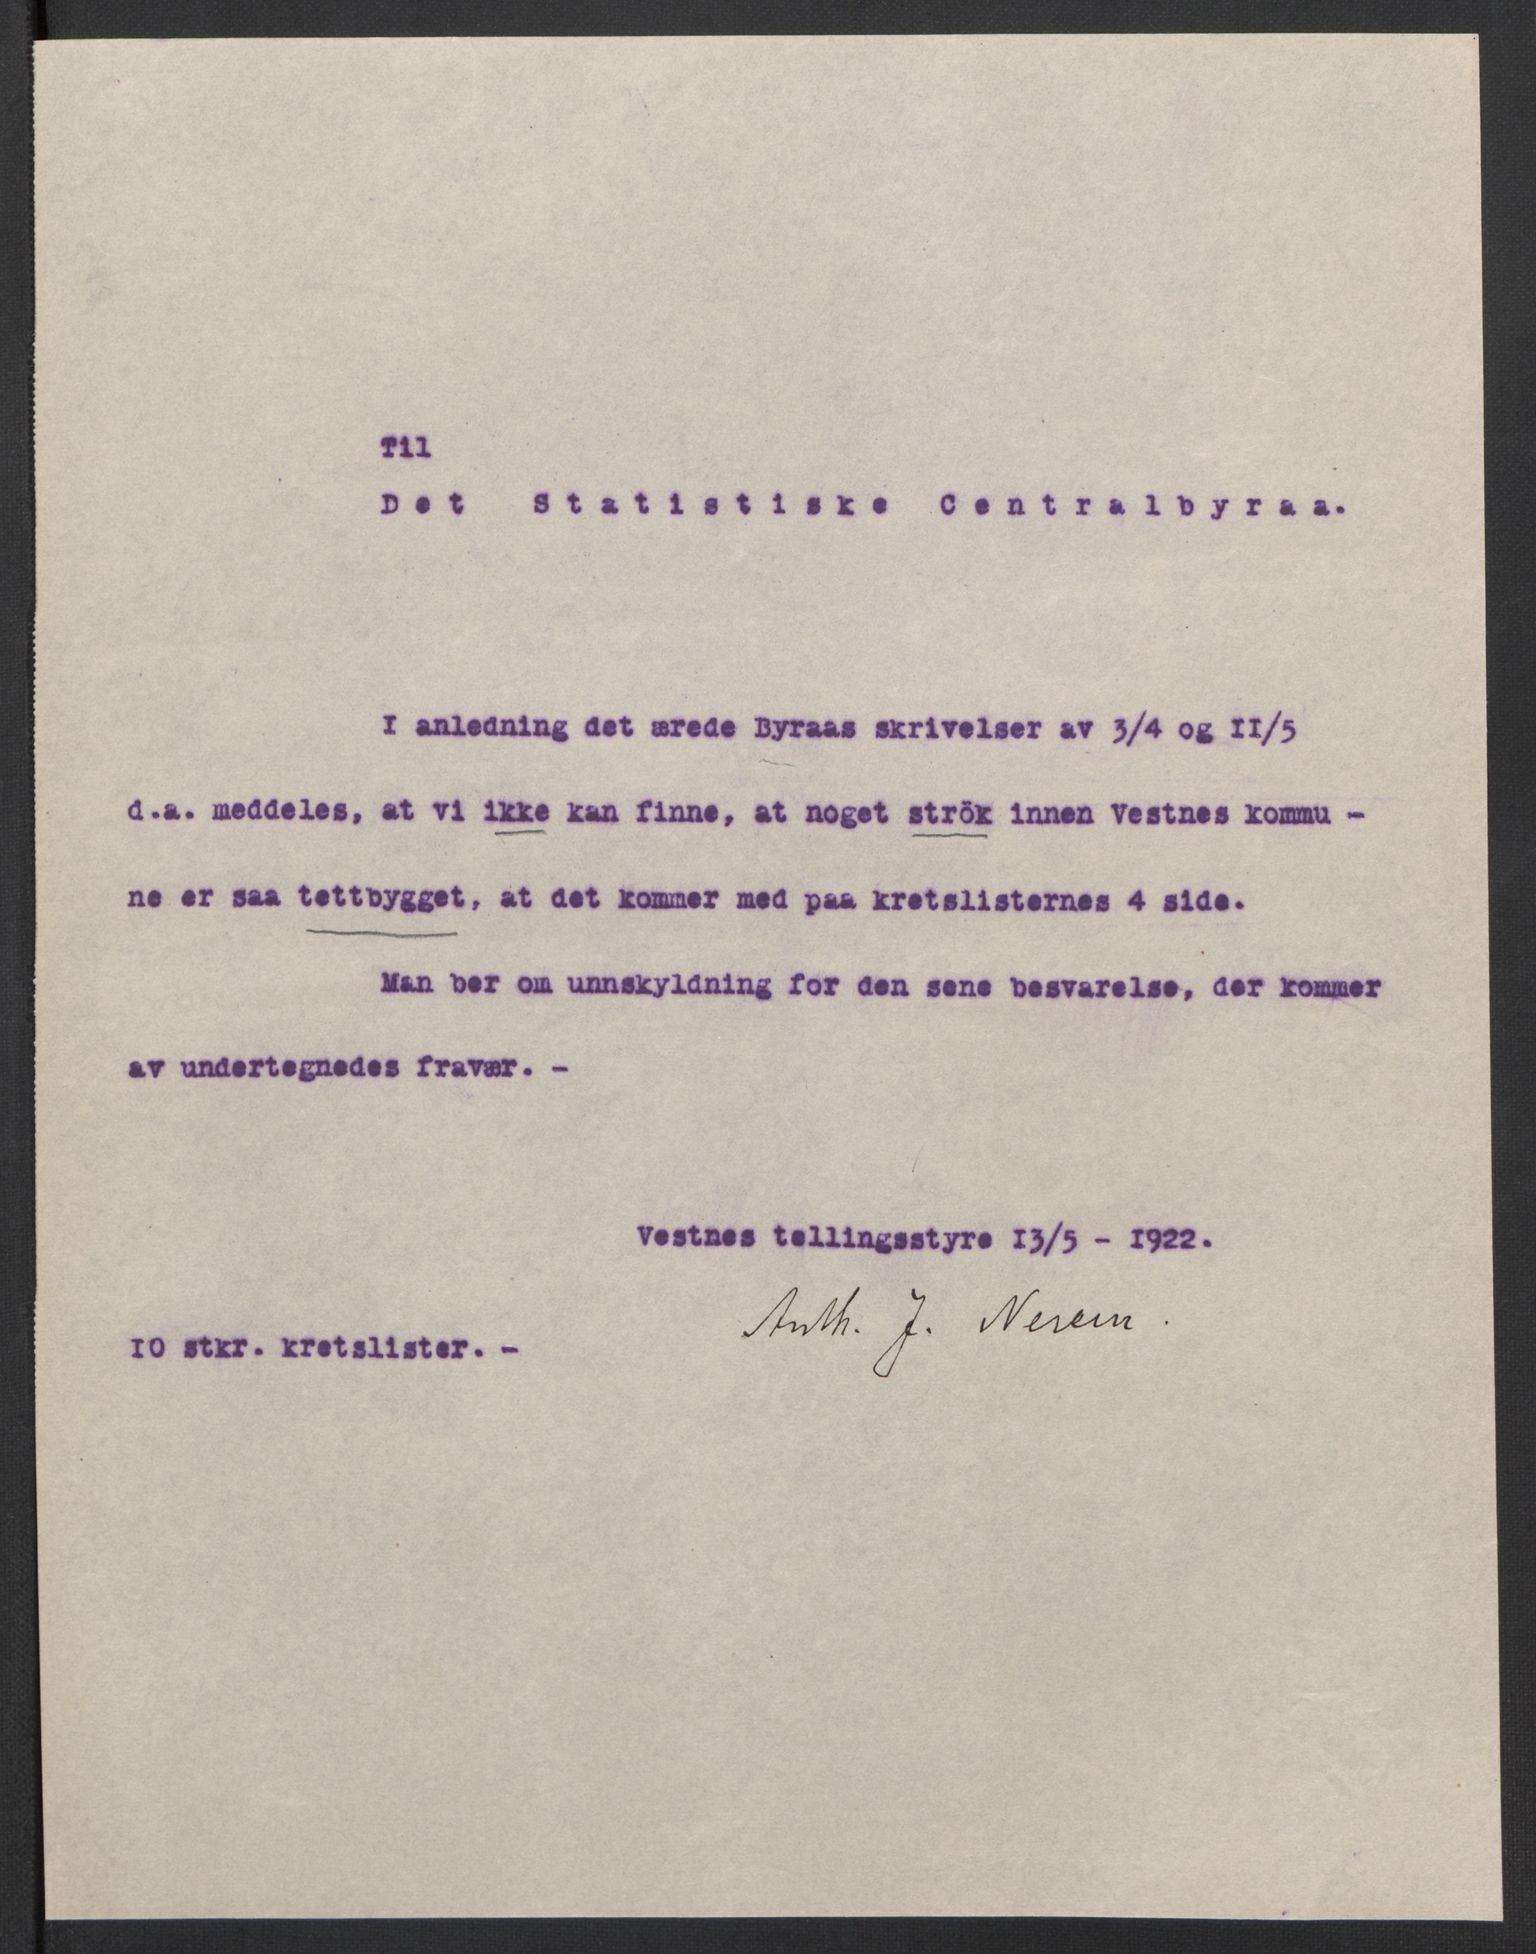 Til
Det Statistiske Centralbyraa.
I anledning det ærede Byraas skrivelser av 3/4 og II/5
d.a. meddeles, at vi ikke kan finne, at noget strök innen Vestnes kommu -
ne er saa tettbygget, at det kommer med paa kretslisternes 4 side.
Man ber om unnskyldning for den sene besvarelse, der kommer
av undertegnedes fravær. -
Vestnes tellingsstyre I3/5 - I922.
Anth. J. Nerem.
IO stkr. kretslister. -